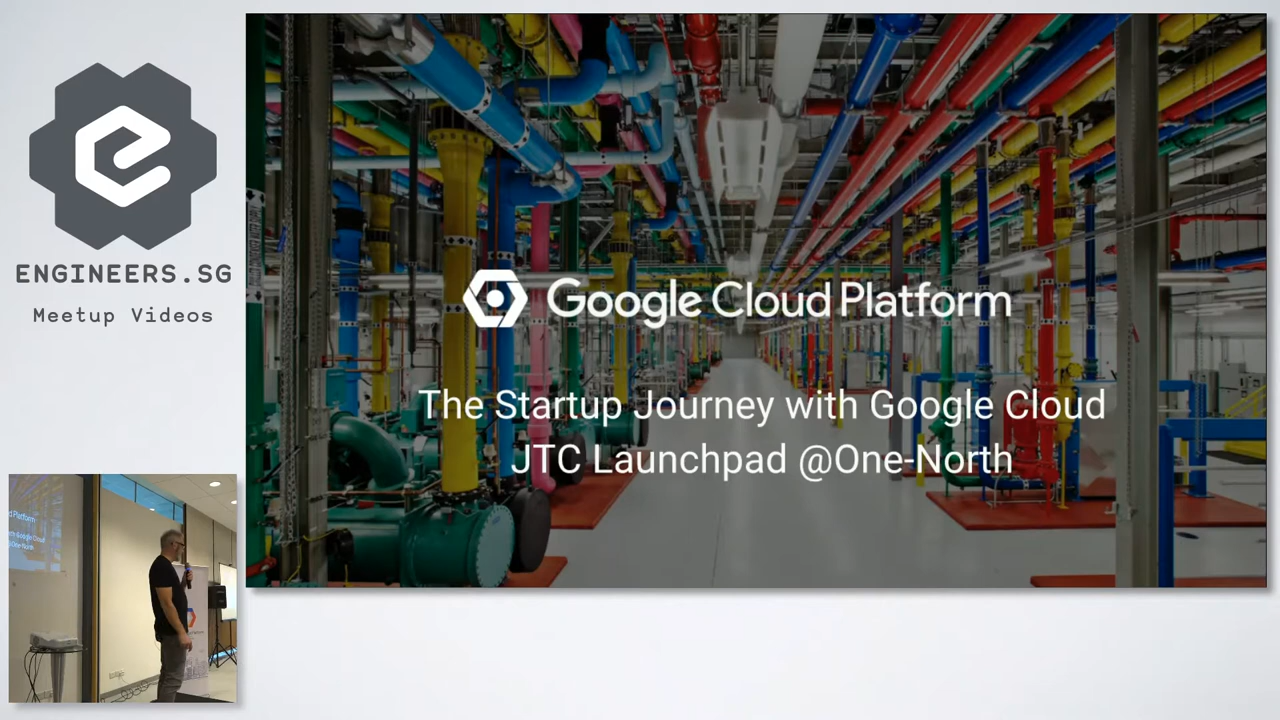 ENGINEERS.SG
Meetup Videos
Google Cloud Platform
The Startup Journey with Google Cloud
JTC Launchpad @One-North